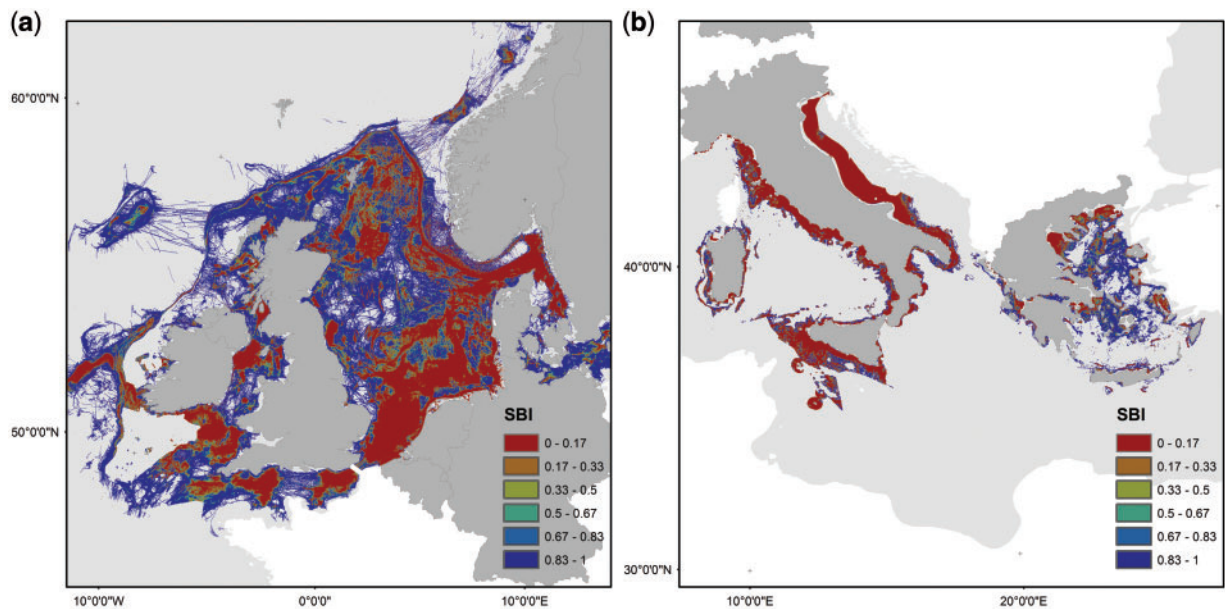 (a)
60°0'0"N
50°0'0"N
10°0'0"W
0°0'0"
10°0'0"E
SBI
0 - 0.17
0.17 - 0.33
0.33 - 0.5
0.5 - 0.67
0.67 - 0.83
0.83 - 1
(b)
40°0'0"N
30°0'0"N
10°0'0"E
20°0'0"E
SBI
0 - 0.17
0.17 - 0.33
0.33 - 0.5
0.5 - 0.67
0.67 - 0.83
0.83 - 1